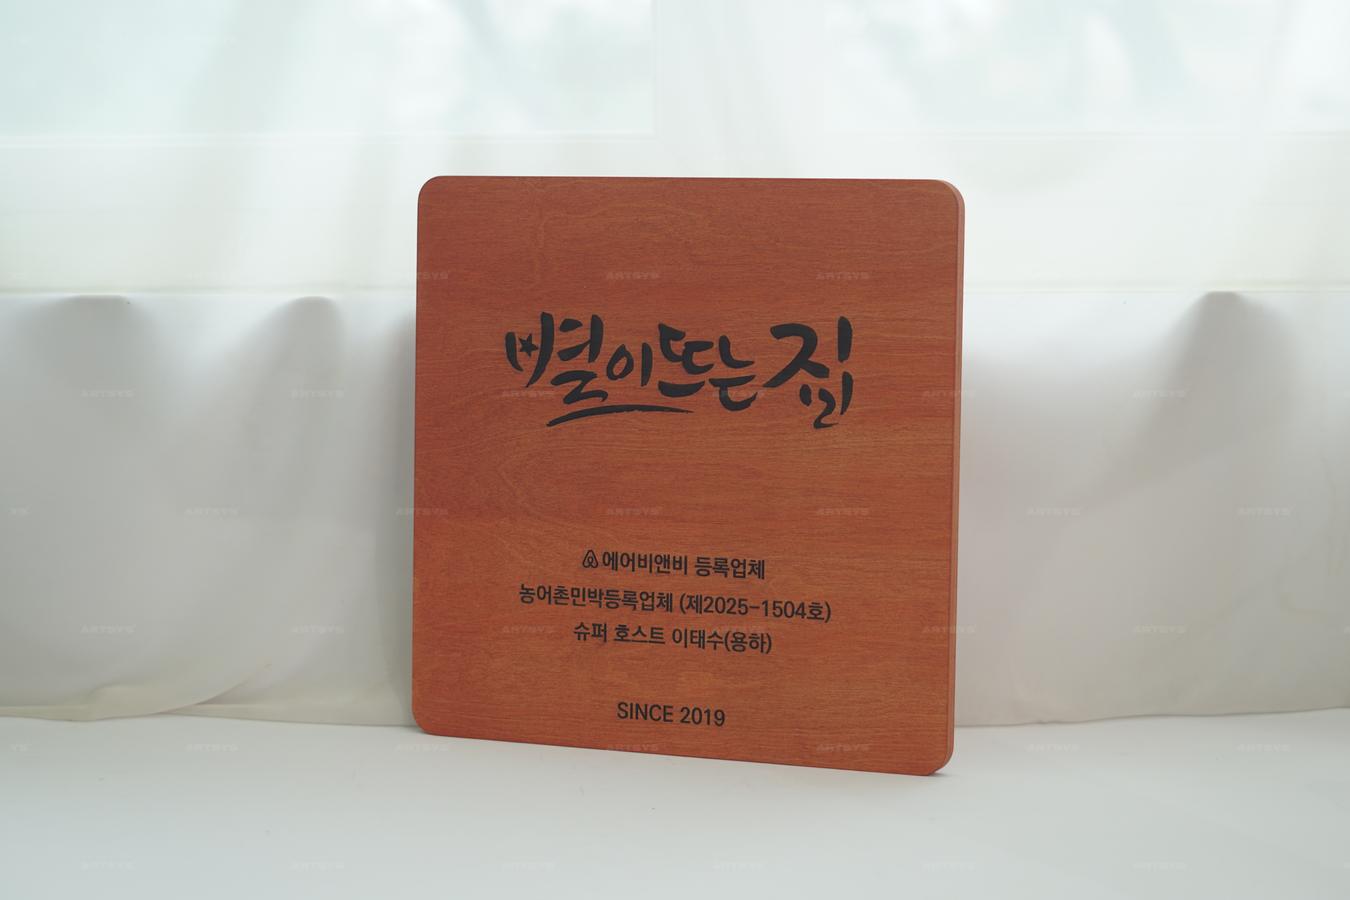 별이뜨는집
에어비앤비 등록업체
농어촌민박등록업체 (제2025-1504호)
슈퍼 호스트 이태수(용하)
SINCE 2019
ARTSYS